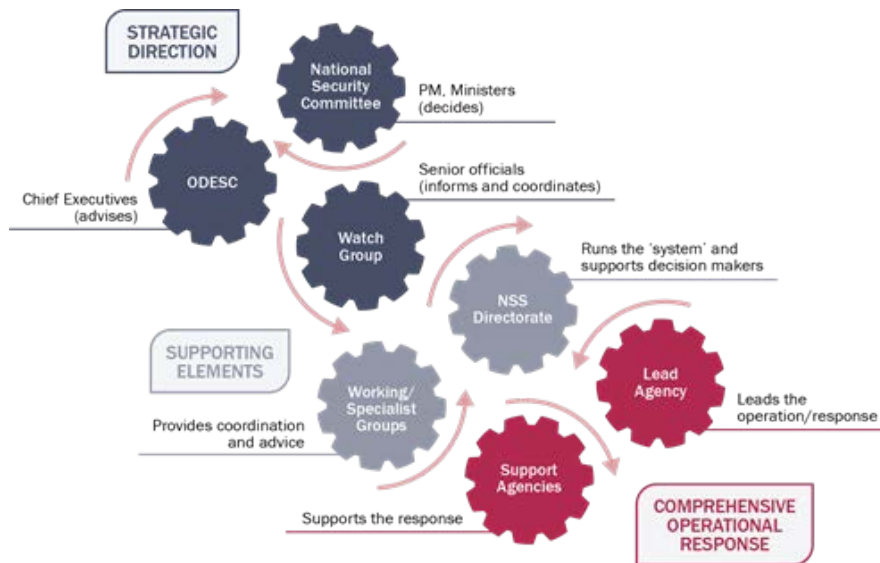 STRATEGIC
DIRECTION
National
Security
Committee
PM, Ministers
(decides)
ODESC
Chief Executives
(advises)
Senior officials
(informs and coordinates)
Watch
Group
Runs the ‘system’ and
supports decision makers
NSS
Directorate
SUPPORTING
ELEMENTS
Working/
Specialist
Groups
Provides coordination
and advice
Lead
Agency
Leads the
operation/response
Support
Agencies
Supports the response
COMPREHENSIVE
OPERATIONAL
RESPONSE